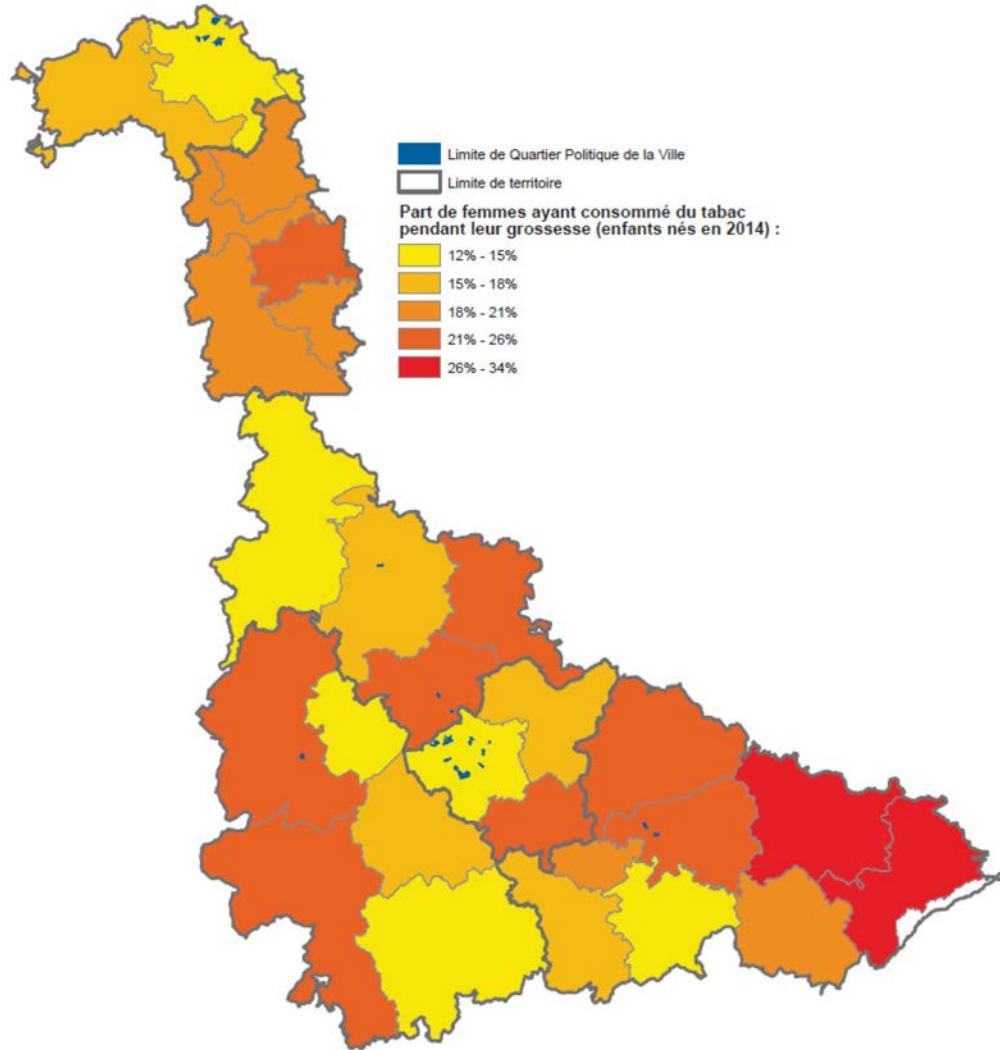 Limite de Quartier Politique de la Ville
Limite de territoire
Part de femmes ayant consommé du tabac
pendant leur grossesse (enfants nés en 2014) :
12% - 15%
15% - 18%
18% - 21%
21% - 26%
26% - 34%